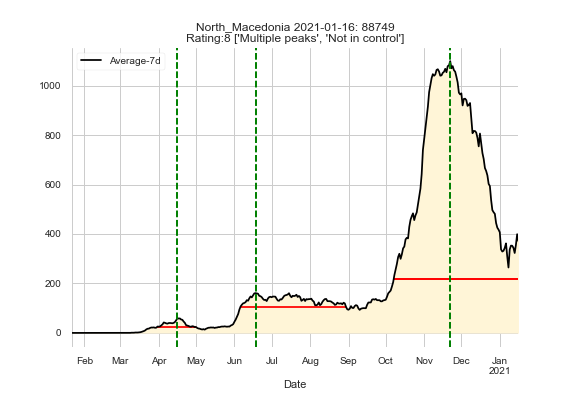 North_Macedonia 2021-01-16: 88749
Rating:8 ['Multiple peaks', 'Not in control']
Average-7d
1000
800
600
400
200
0
Feb Mar Apr May Jun Jul Aug Sep Oct Nov Dec Jan
2021
Date